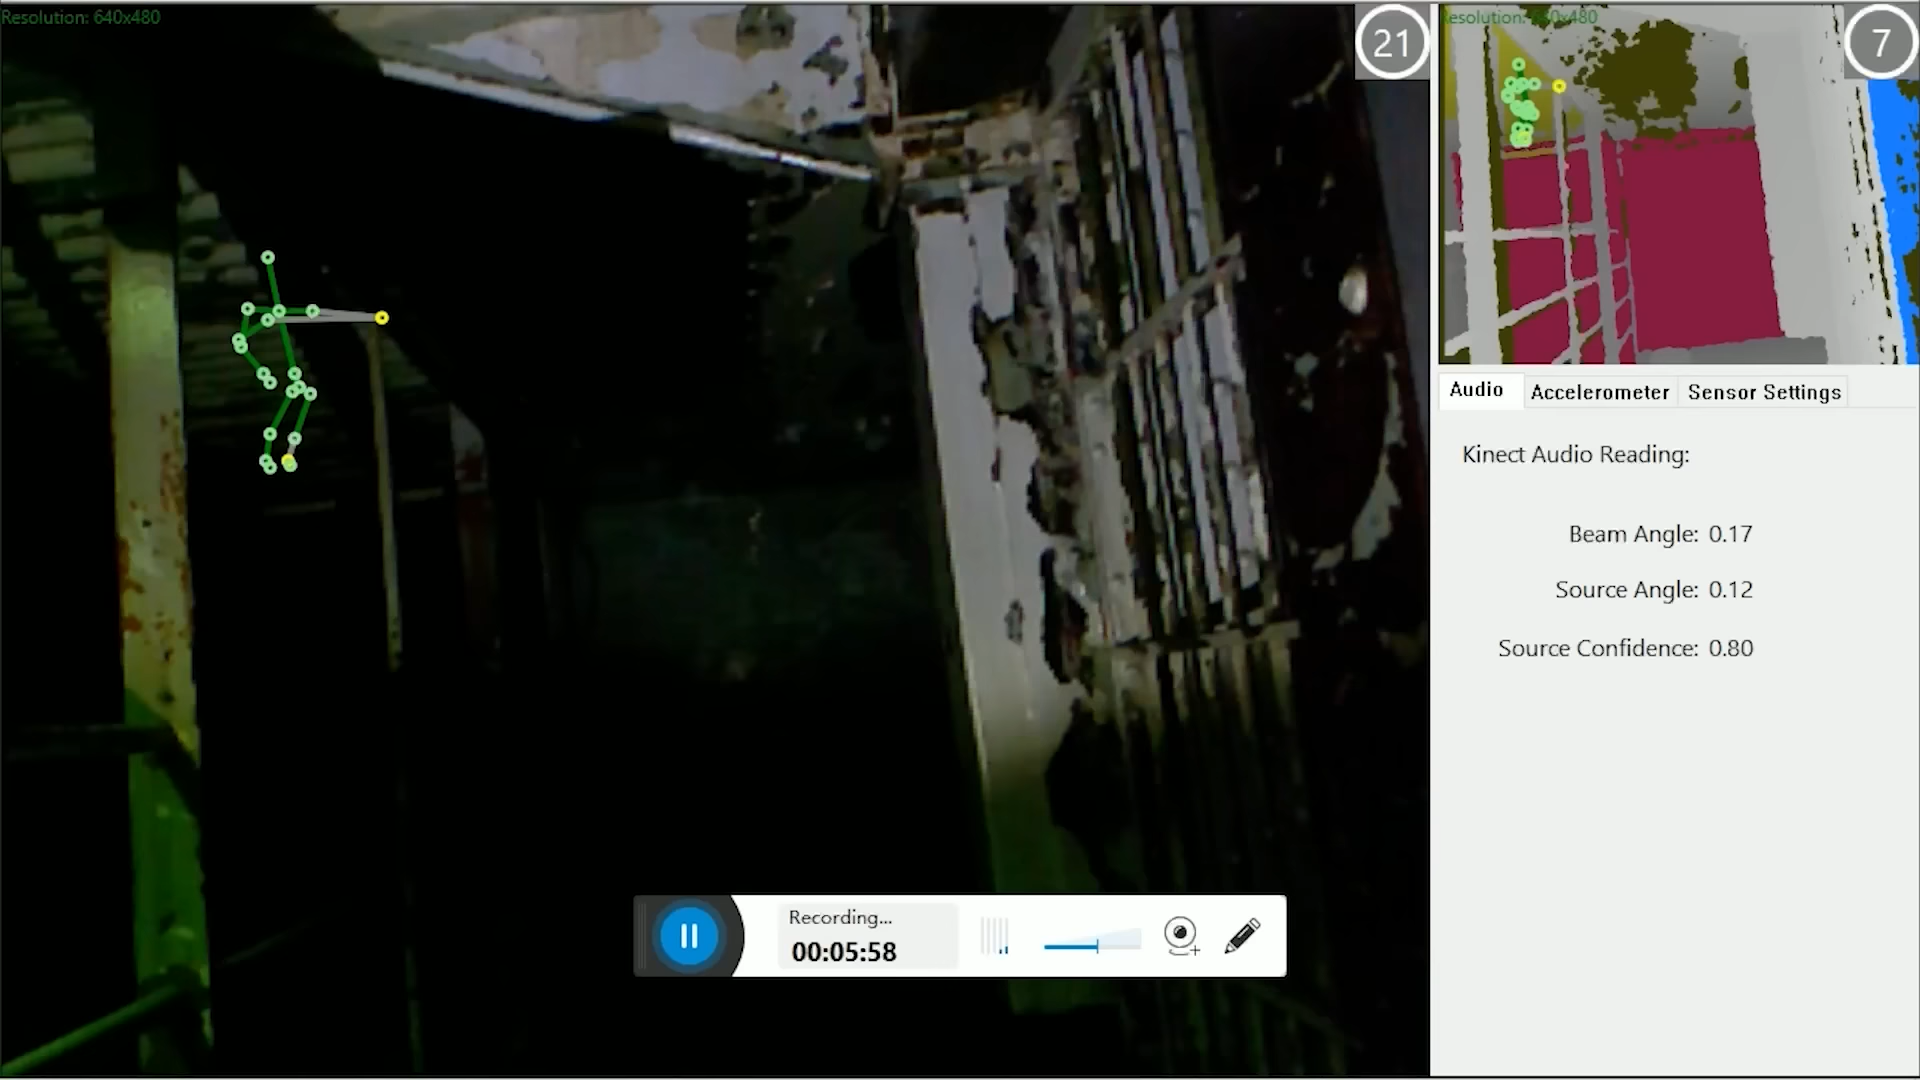 Resolution: 640x480
21
7
Audio
Accelerometer
Sensor Settings
Kinect Audio Reading:
Beam Angle: 0.17
Source Angle: 0.12
Source Confidence: 0.80
Recording...
00:05:58